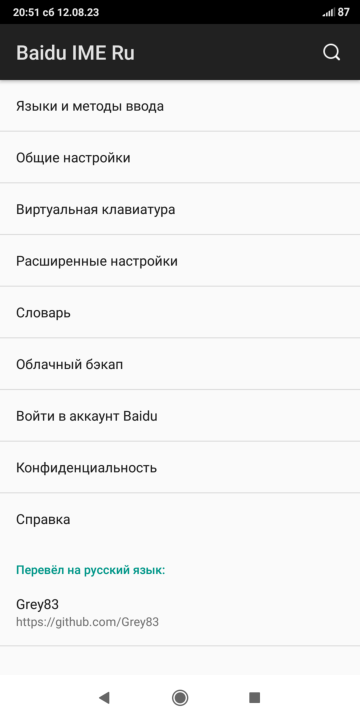 20:51 сб 12.08.23
87
Baidu IME Ru
Языки и методы ввода
Общие настройки
Виртуальная клавиатура
Расширенные настройки
Словарь
Облачный бэкап
Войти в аккаунт Baidu
Конфиденциальность
Справка
Перевёл на русский язык:
Grey83
https://github.com/Grey83